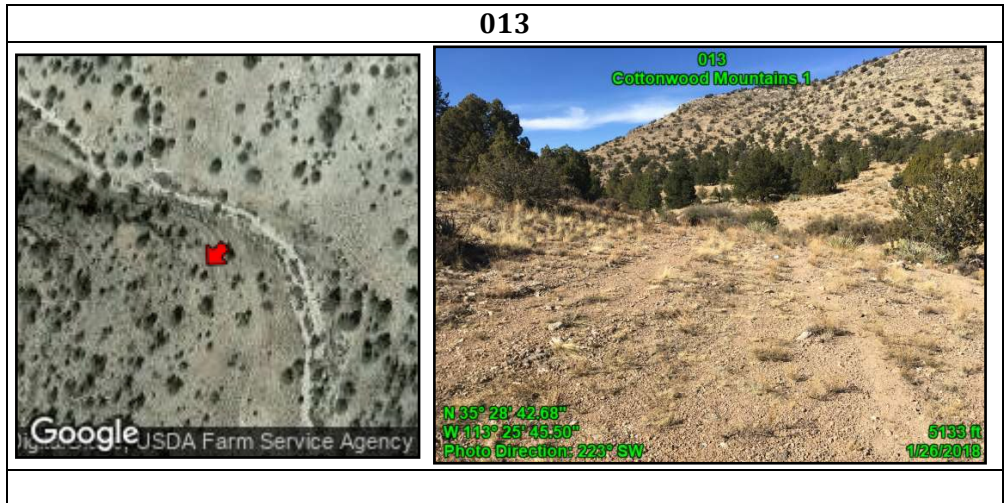 013
Google
USDA Farm Service Agency
013
Cottonwood Mountains 1
N 35° 28' 42.68"
W 113° 25' 45.50"
Photo Direction: 223° SW
5133 ft
1/26/2018